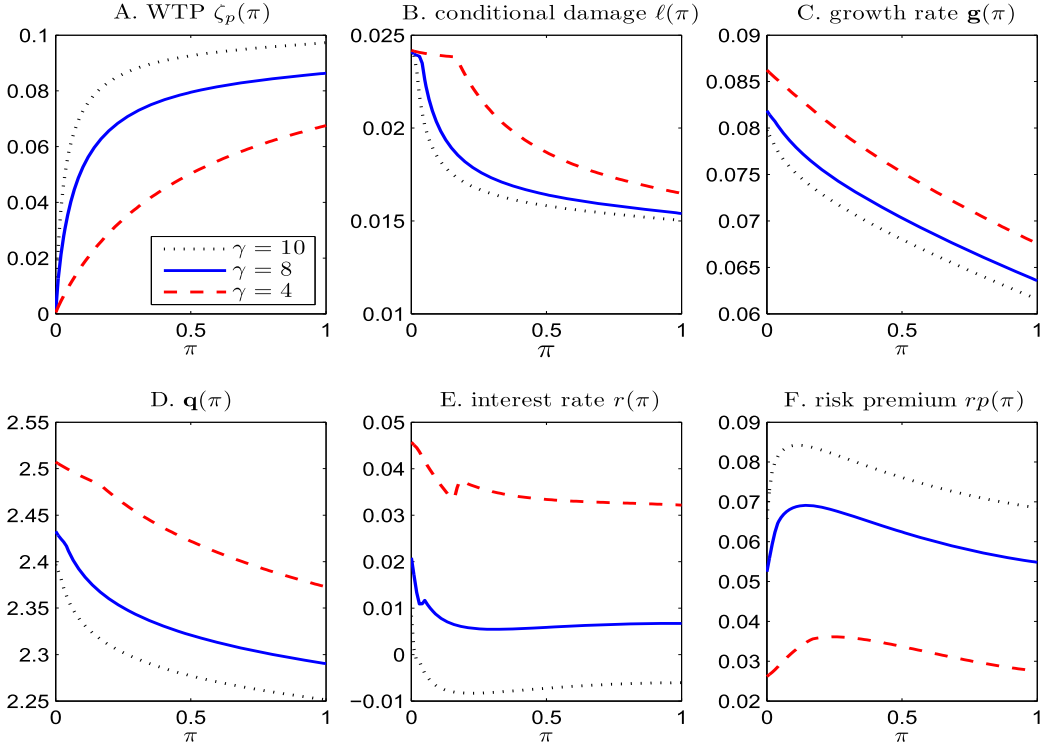 A. WTP ζp(π)
0.1
0.08
0.06
0.04
0.02
0
γ = 10
γ = 8
γ = 4
0 0.5 1
π
B. conditional damage ℓ(π)
0.025
0.02
0.015
0.01
0 0.5 1
π
C. growth rate g(π)
0.09
0.085
0.08
0.075
0.07
0.065
0.06
0 0.5 1
π
D. q(π)
2.55
2.5
2.45
2.4
2.35
2.3
2.25
0 0.5 1
π
E. interest rate r(π)
0.05
0.04
0.03
0.02
0.01
0
−0.01
0 0.5 1
π
F. risk premium rp(π)
0.09
0.08
0.07
0.06
0.05
0.04
0.03
0.02
0 0.5 1
π